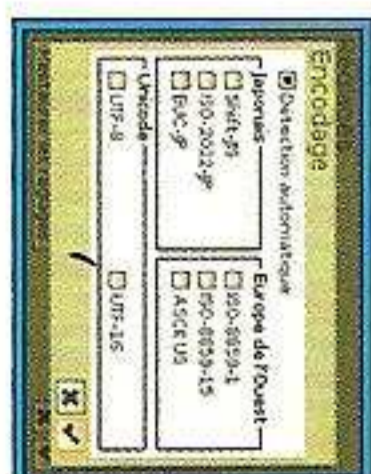 Encodage
Détection automatique
Japonais
Shift-JIS
ISO-2022-JP
EUC-JP
Europe de l'Ouest
ISO-8859-1
ISO-8859-15
ASCII US
Unicode
UTF-8
UTF-16